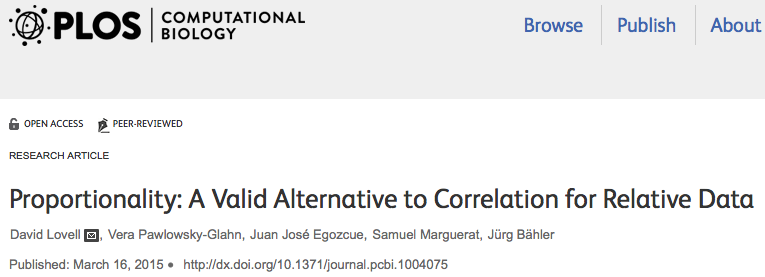 PLOS | COMPUTATIONAL
BIOLOGY
Browse Publish About
OPEN ACCESS PEER-REVIEWED
RESEARCH ARTICLE
Proportionality: A Valid Alternative to Correlation for Relative Data
David Lovell, Vera Pawlowsky-Glahn, Juan José Egozcue, Samuel Marguerat, Jürg Bähler
Published: March 16, 2015 • http://dx.doi.org/10.1371/journal.pcbi.1004075